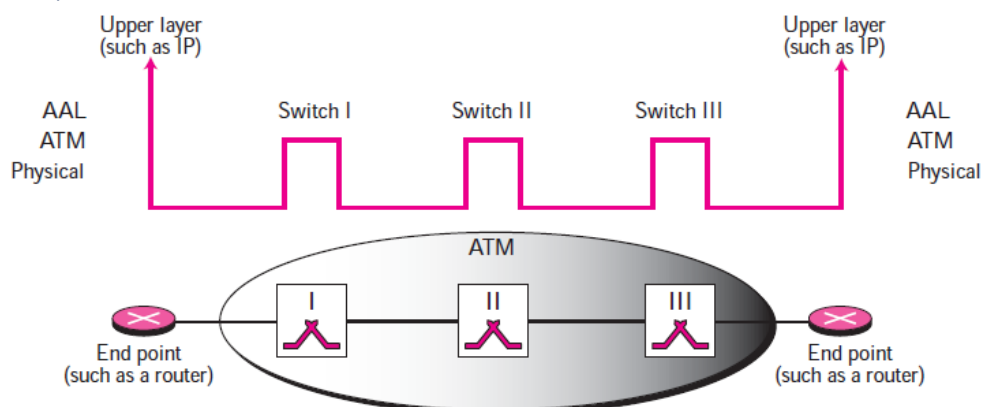 Upper layer
(such as IP)
Upper layer
(such as IP)
AAL
ATM
Physical
Switch I
Switch II
Switch III
AAL
ATM
Physical
ATM
I
II
III
End point
(such as a router)
End point
(such as a router)